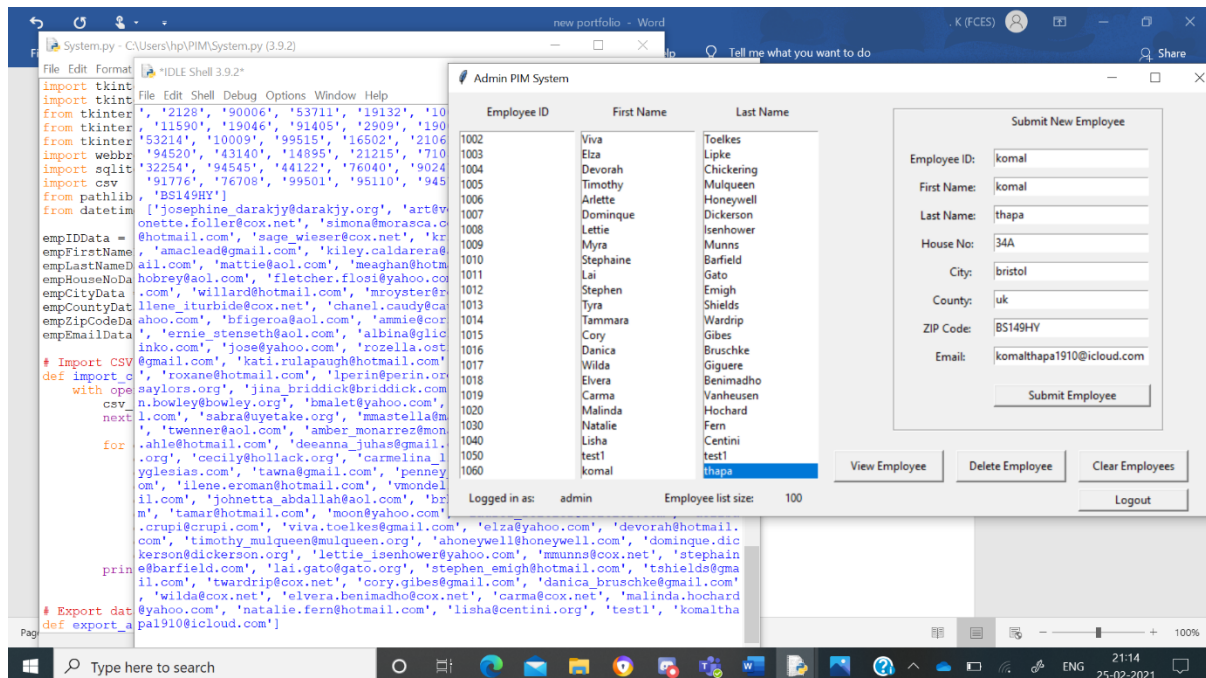 new portfolio - Word
. K (FCES)
Tell me what you want to do
Share
System.py - C:\Users\hp\PIM\System.py (3.9.2)
File Edit Format
import tkint
import tkint
from tkinter
from tkinter
from tkinter
import webbr
import sqlit
import csv
from pathlib
from datetim
empIDData =
empFirstName
empLastNameD
empHouseNoDa
empCityData
empCountyDat
empZipCodeDa
empEmailData
# Import CSV
def import_c
with ope
csv_
next
for
prin
# Export dat
def export_a
*IDLE Shell 3.9.2*
File Edit Shell Debug Options Window Help
', '2128', '90006', '53711', '19132', '10
, '11590', '19046', '91405', '2909', '190
'53214', '10009', '99515', '16502', '2106
'94520', '43140', '14895', '21215', '710
'32254', '94545', '44122', '76040', '9024
'91776', '76708', '99501', '95110', '945
, 'BS149HY']
['josephine_darakjy@darakjy.org', 'art@v
onette.foller@cox.net', 'simona@morasca.c
@hotmail.com', 'sage_wieser@cox.net', 'kr
, 'amaclead@gmail.com', 'kiley.caldarera@
ail.com', 'mattie@aol.com', 'meaghan@hotm
hobrey@aol.com', 'fletcher.flosi@yahoo.co
.com', 'willard@hotmail.com', 'mroyster@r
llene_iturbide@cox.net', 'chanel.caudy@ca
ahoo.com', 'bfigeroa@aol.com', 'ammie@cor
', 'ernie_stenseth@aol.com', 'albina@glic
inko.com', 'jose@yahoo.com', 'rozella.ost
@gmail.com', 'kati.rulapaugh@hotmail.com'
', 'roxane@hotmail.com', 'lperin@perin.or
saylors.org', 'jina_briddick@briddick.com
n.bowley@bowley.org', 'bmalet@yahoo.com',
l.com', 'sabra@uyetake.org', 'mmastella@m
', 'twenner@aol.com', 'amber_monarrez@mon
.ahle@hotmail.com', 'deeanna_juhas@gmail.
.org', 'cecily@hollack.org', 'carmelina_l
yglesias.com', 'tawna@gmail.com', 'penney
om', 'ilene.eroman@hotmail.com', 'vmondel
il.com', 'johnetta_abdallah@aol.com', 'br
m', 'tamar@hotmail.com', 'moon@yahoo.com',
.crupi@crupi.com', 'viva.toelkes@gmail.com', 'elza@yahoo.com', 'devorah@hotmail.
com', 'timothy_mulqueen@mulqueen.org', 'ahoneywell@honeywell.com', 'dominque.dic
kerson@dickerson.org', 'lettie_isenhower@yahoo.com', 'mmunns@cox.net', 'stephain
e@barfield.com', 'lai.gato@gato.org', 'stephen_emigh@hotmail.com', 'tshields@gma
il.com', 'twardrip@cox.net', 'cory.gibes@gmail.com', 'danica_bruschke@gmail.com'
, 'wilda@cox.net', 'elvera.benimadho@cox.net', 'carma@cox.net', 'malinda.hochard
@yahoo.com', 'natalie.fern@hotmail.com', 'lisha@centini.org', 'test1', 'komaltha
pa1910@icloud.com']
Admin PIM System
Employee ID First Name Last Name
1002 Viva Toelkes
1003 Elza Lipke
1004 Devorah Chickering
1005 Timothy Mulqueen
1006 Arlette Honeywell
1007 Dominque Dickerson
1008 Lettie Isenhower
1009 Myra Munns
1010 Stephaine Barfield
1011 Lai Gato
1012 Stephen Emigh
1013 Tyra Shields
1014 Tammara Wardrip
1015 Cory Gibes
1016 Danica Bruschke
1017 Wilda Giguere
1018 Elvera Benimadho
1019 Carma Vanheusen
1020 Malinda Hochard
1030 Natalie Fern
1040 Lisha Centini
1050 test1 test1
1060 komal thapa
Logged in as: admin Employee list size: 100
Submit New Employee
Employee ID: komal
First Name: komal
Last Name: thapa
House No: 34A
City: bristol
County: uk
ZIP Code: BS149HY
Email: komalthapa1910@icloud.com
Submit Employee
View Employee Delete Employee Clear Employees
Logout
100%
Type here to search
ENG
21:14
25-02-2021